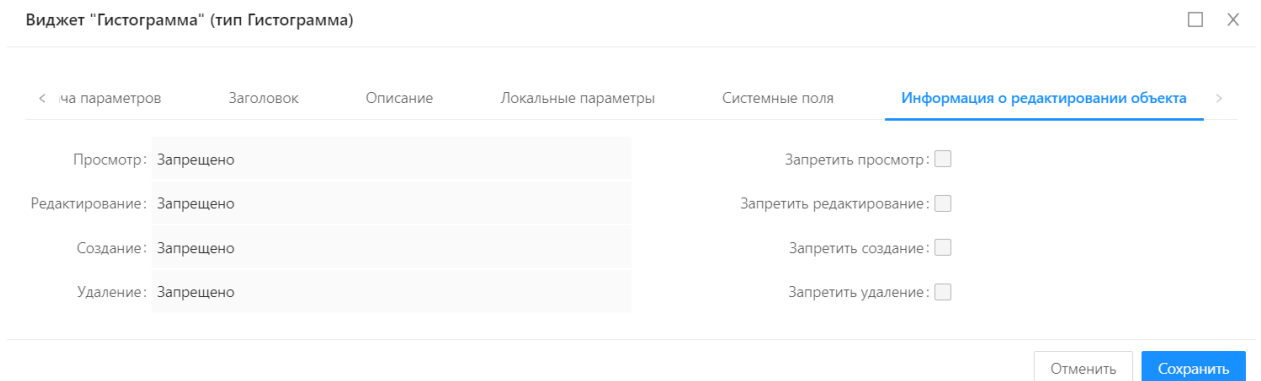 Виджет "Гистограмма" (тип Гистограмма)
параметров Заголовок Описание Локальные параметры Системные поля Информация о редактировании объекта
Просмотр: Запрещено Запретить просмотр:
Редактирование: Запрещено Запретить редактирование:
Создание: Запрещено Запретить создание:
Удаление: Запрещено Запретить удаление:
Отменить Сохранить